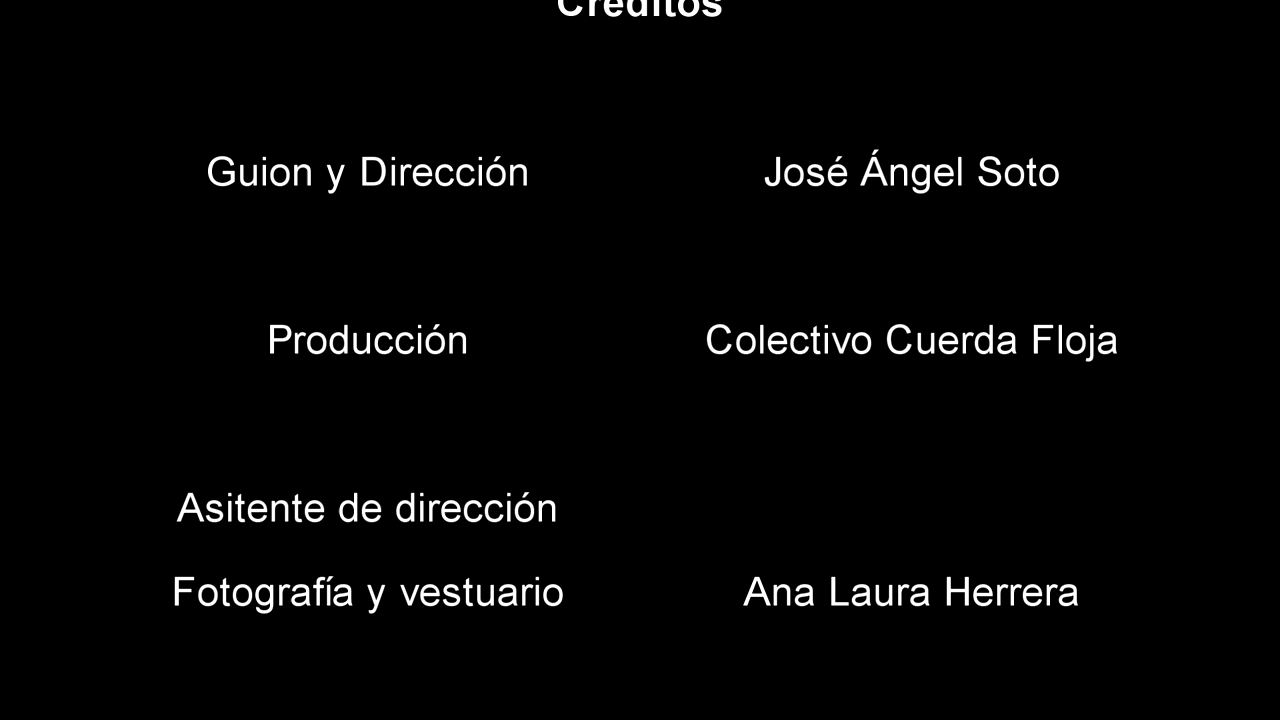 Créditos
Guion y Dirección José Ángel Soto
Producción Colectivo Cuerda Floja
Asitente de dirección
Fotografía y vestuario Ana Laura Herrera